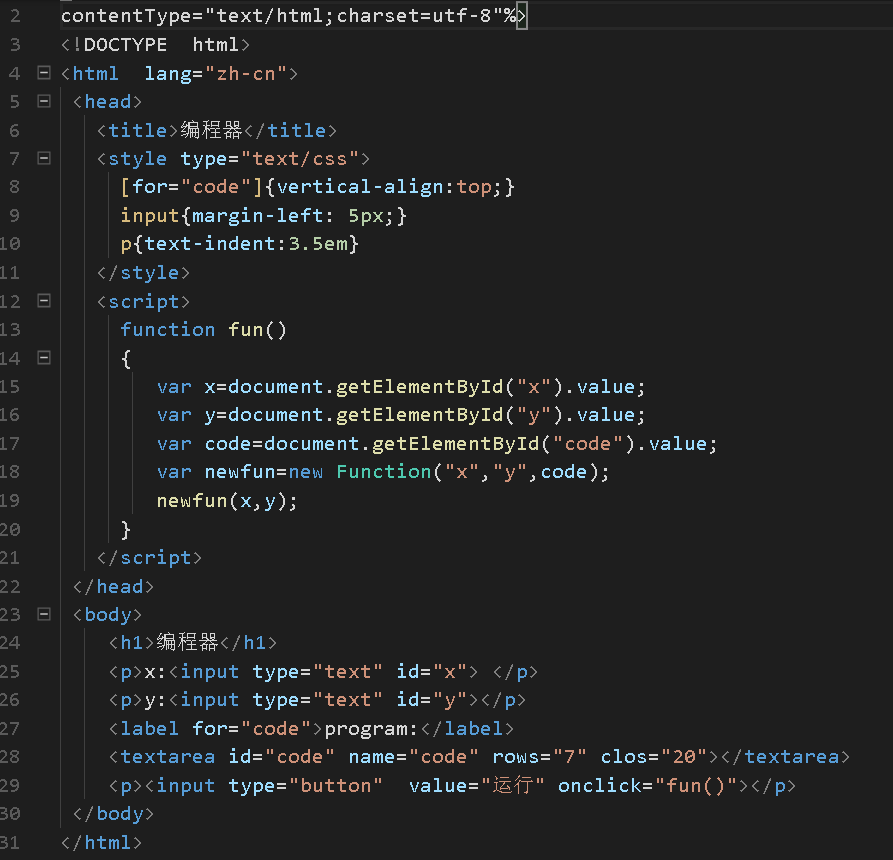 2 contentType="text/html;charset=utf-8"%>
3 <!DOCTYPE  html>
4 <html  lang="zh-cn">
5 <head>
6 <title>编程器</title>
7 <style type="text/css">
8 [for="code"]{vertical-align:top;}
9 input{margin-left: 5px;}
10 p{text-indent:3.5em}
11 </style>
12 <script>
13 function fun()
14 {
15 var x=document.getElementById("x").value;
16 var y=document.getElementById("y").value;
17 var code=document.getElementById("code").value;
18 var newfun=new Function("x","y",code);
19 newfun(x,y);
20 }
21 </script>
22 </head>
23 <body>
24 <h1>编程器</h1>
25 <p>x:<input type="text" id="x"> </p>
26 <p>y:<input type="text" id="y"></p>
27 <label for="code">program:</label>
28 <textarea id="code" name="code" rows="7" clos="20"></textarea>
29 <p><input type="button"  value="运行" onclick="fun()"></p>
30 </body>
31 </html>